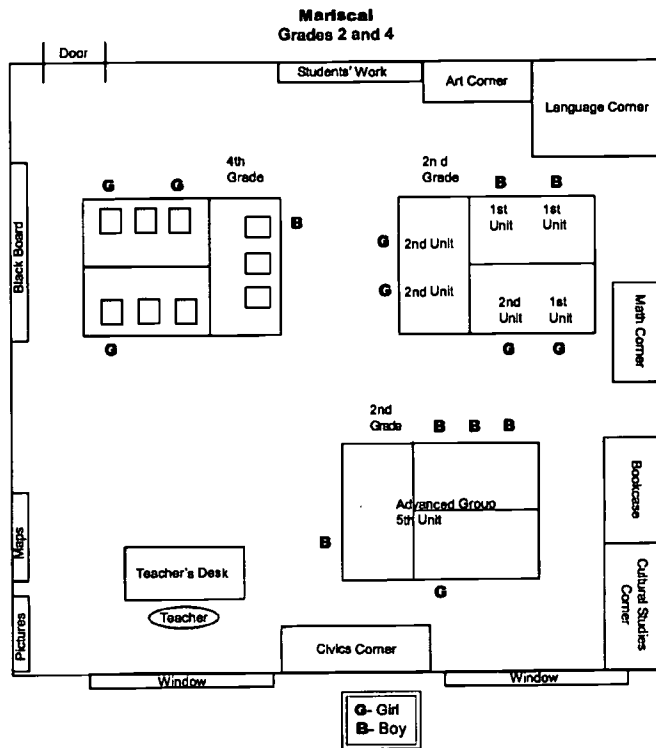 Mariscal
Grades 2 and 4
Door
Students' Work
Art Corner
Language Corner
4th
Grade
2nd
Grade
G
G
B
B
B
1st
Unit
1st
Unit
G
2nd Unit
G
2nd Unit
2nd
Unit
1st
Unit
G
G
G
Black Board
Math Corner
2nd
Grade
B
B
B
Advanced Group
5th Unit
B
G
Bookcase
Cultural Studies
Corner
Maps
Pictures
Teacher's Desk
Teacher
Civics Corner
Window
Window
G- Girl
B- Boy